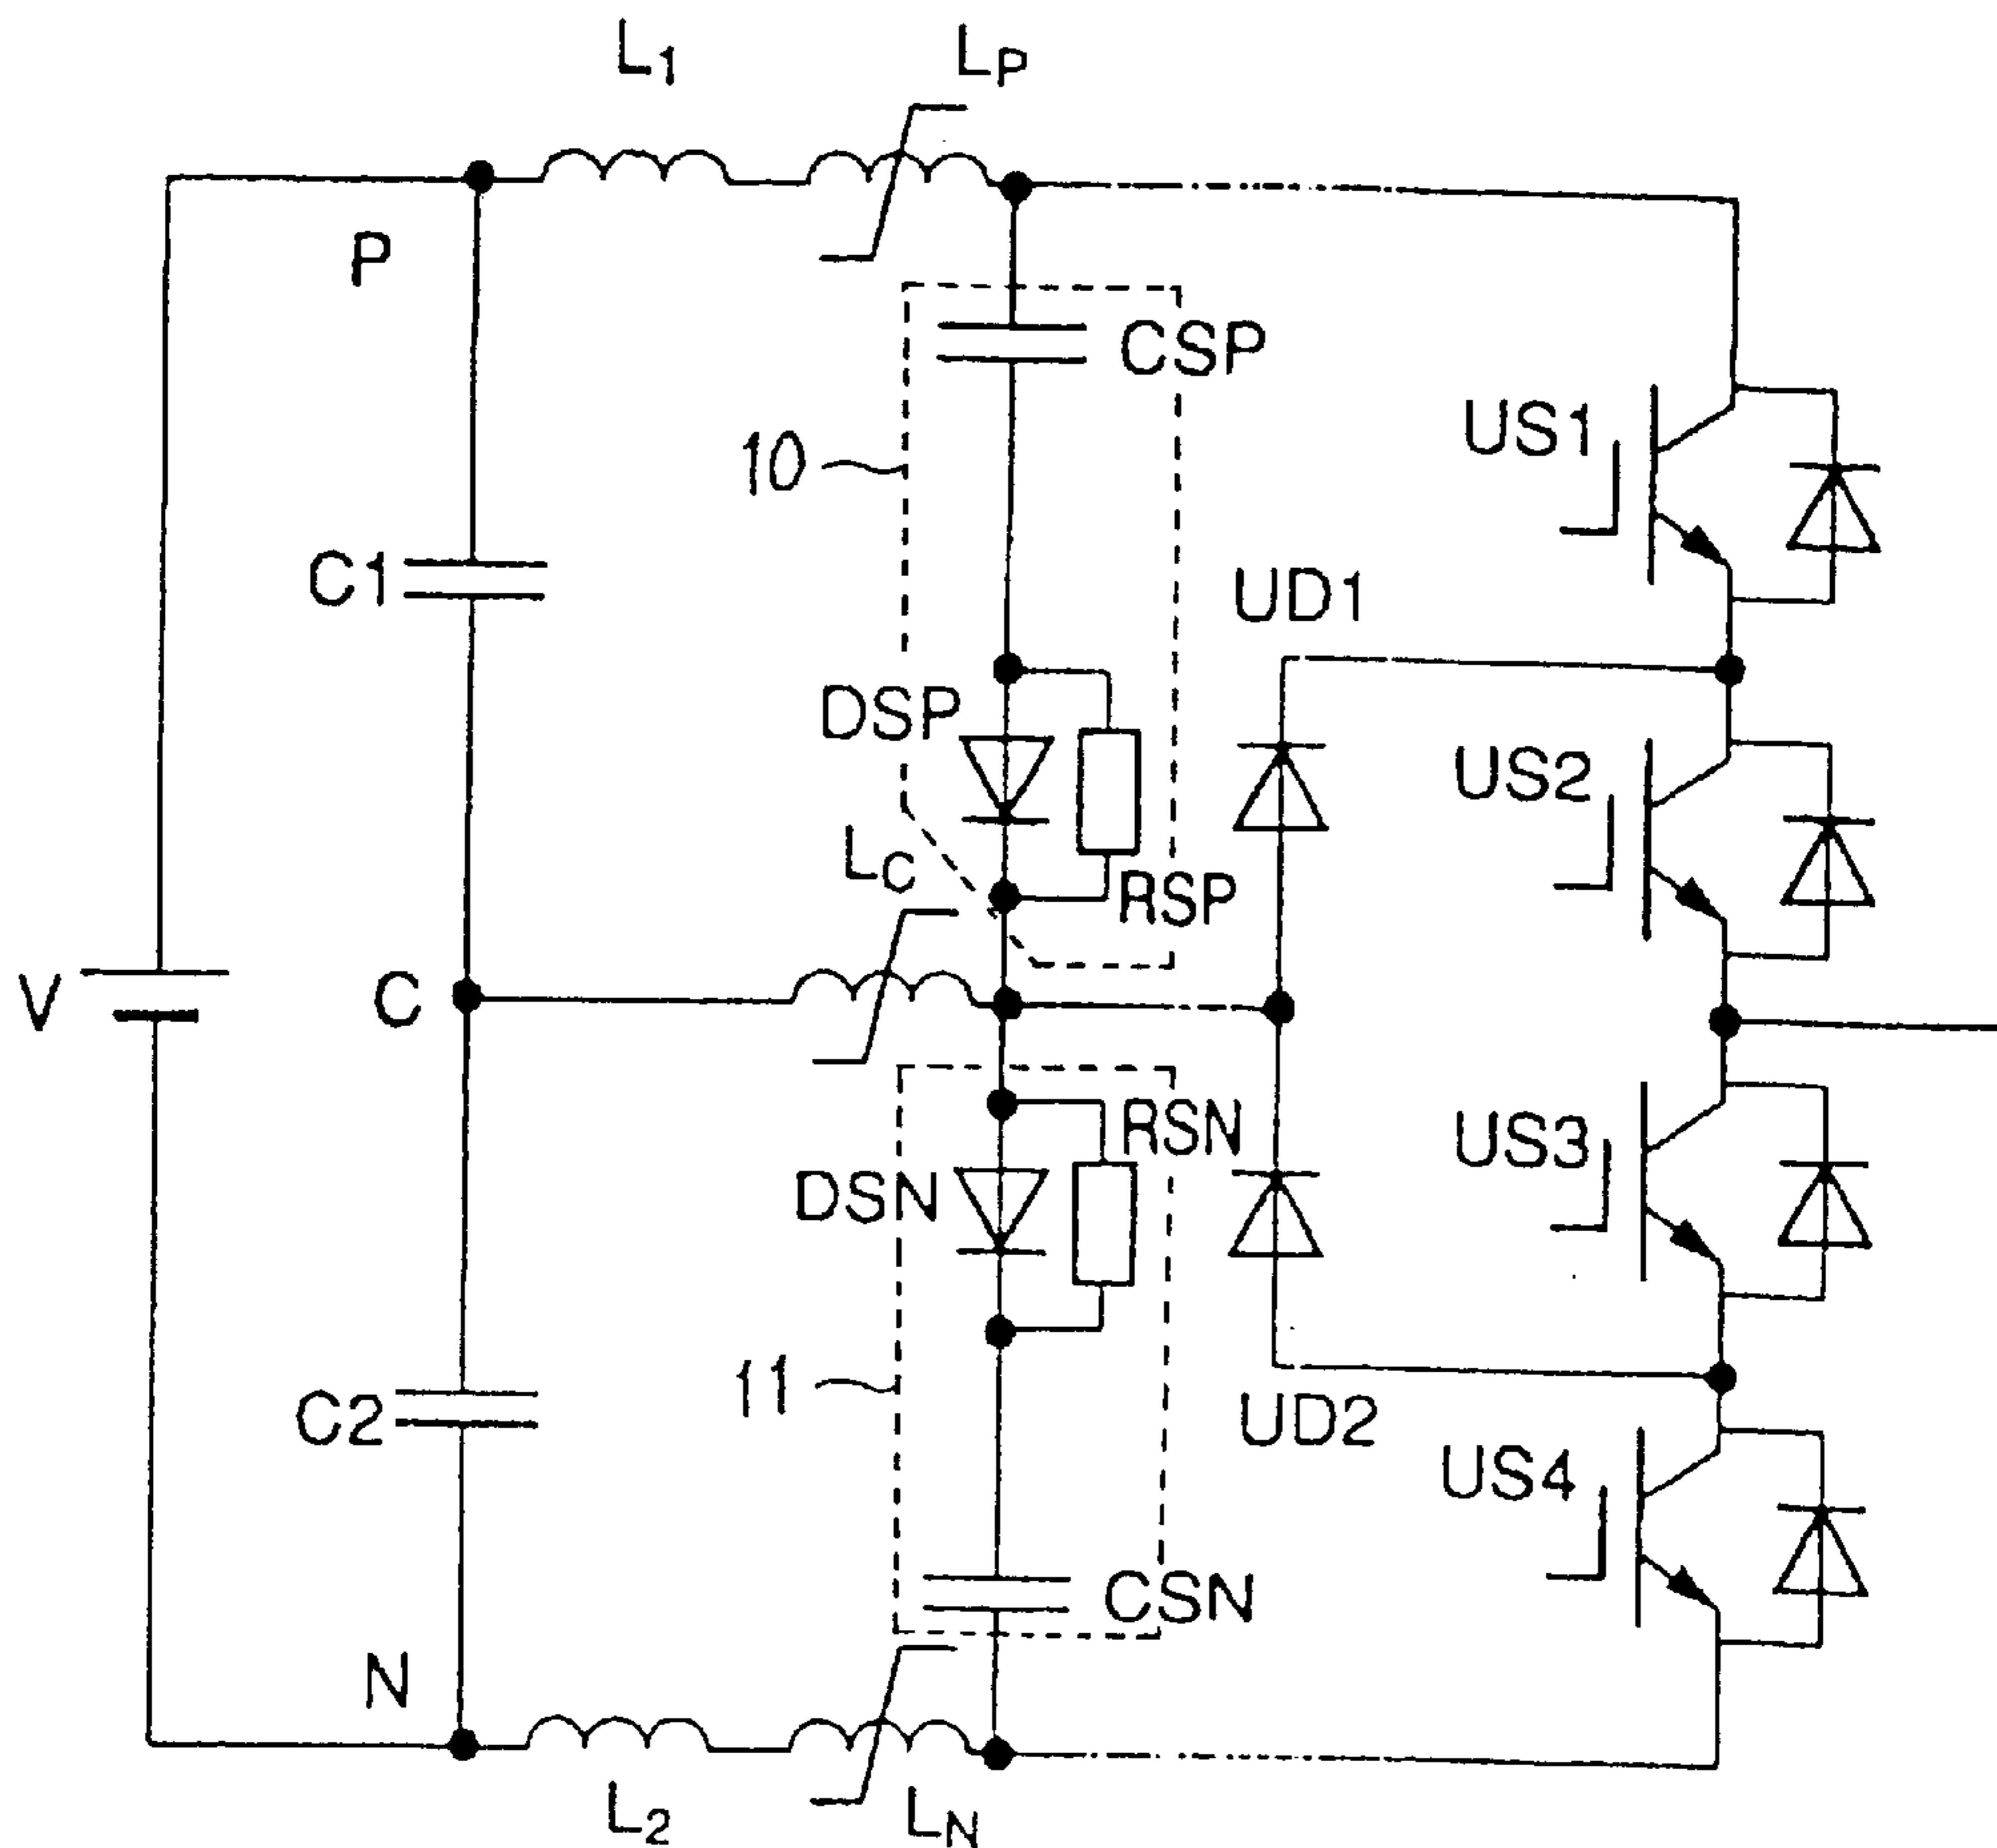 L1
LP
P
CSP
10
US1
C1
UD1
DSP
US2
LC
RSP
V
C
RSN
US3
DSN
11
C2
UD2
US4
CSN
N
L2
LN